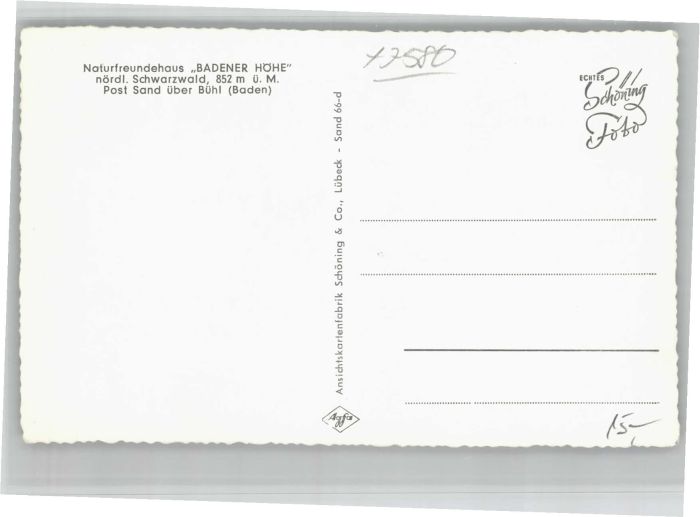 Naturfreundehaus „BADENER HÖHE"
nördl. Schwarzwald, 852 m ü. M.
Post Sand über Bühl (Baden)
Ansichtskartenfabrik Schöning & Co., Lübeck - Sand 66-d
ECHTES
Schöning
Foto
Agfa
15,-